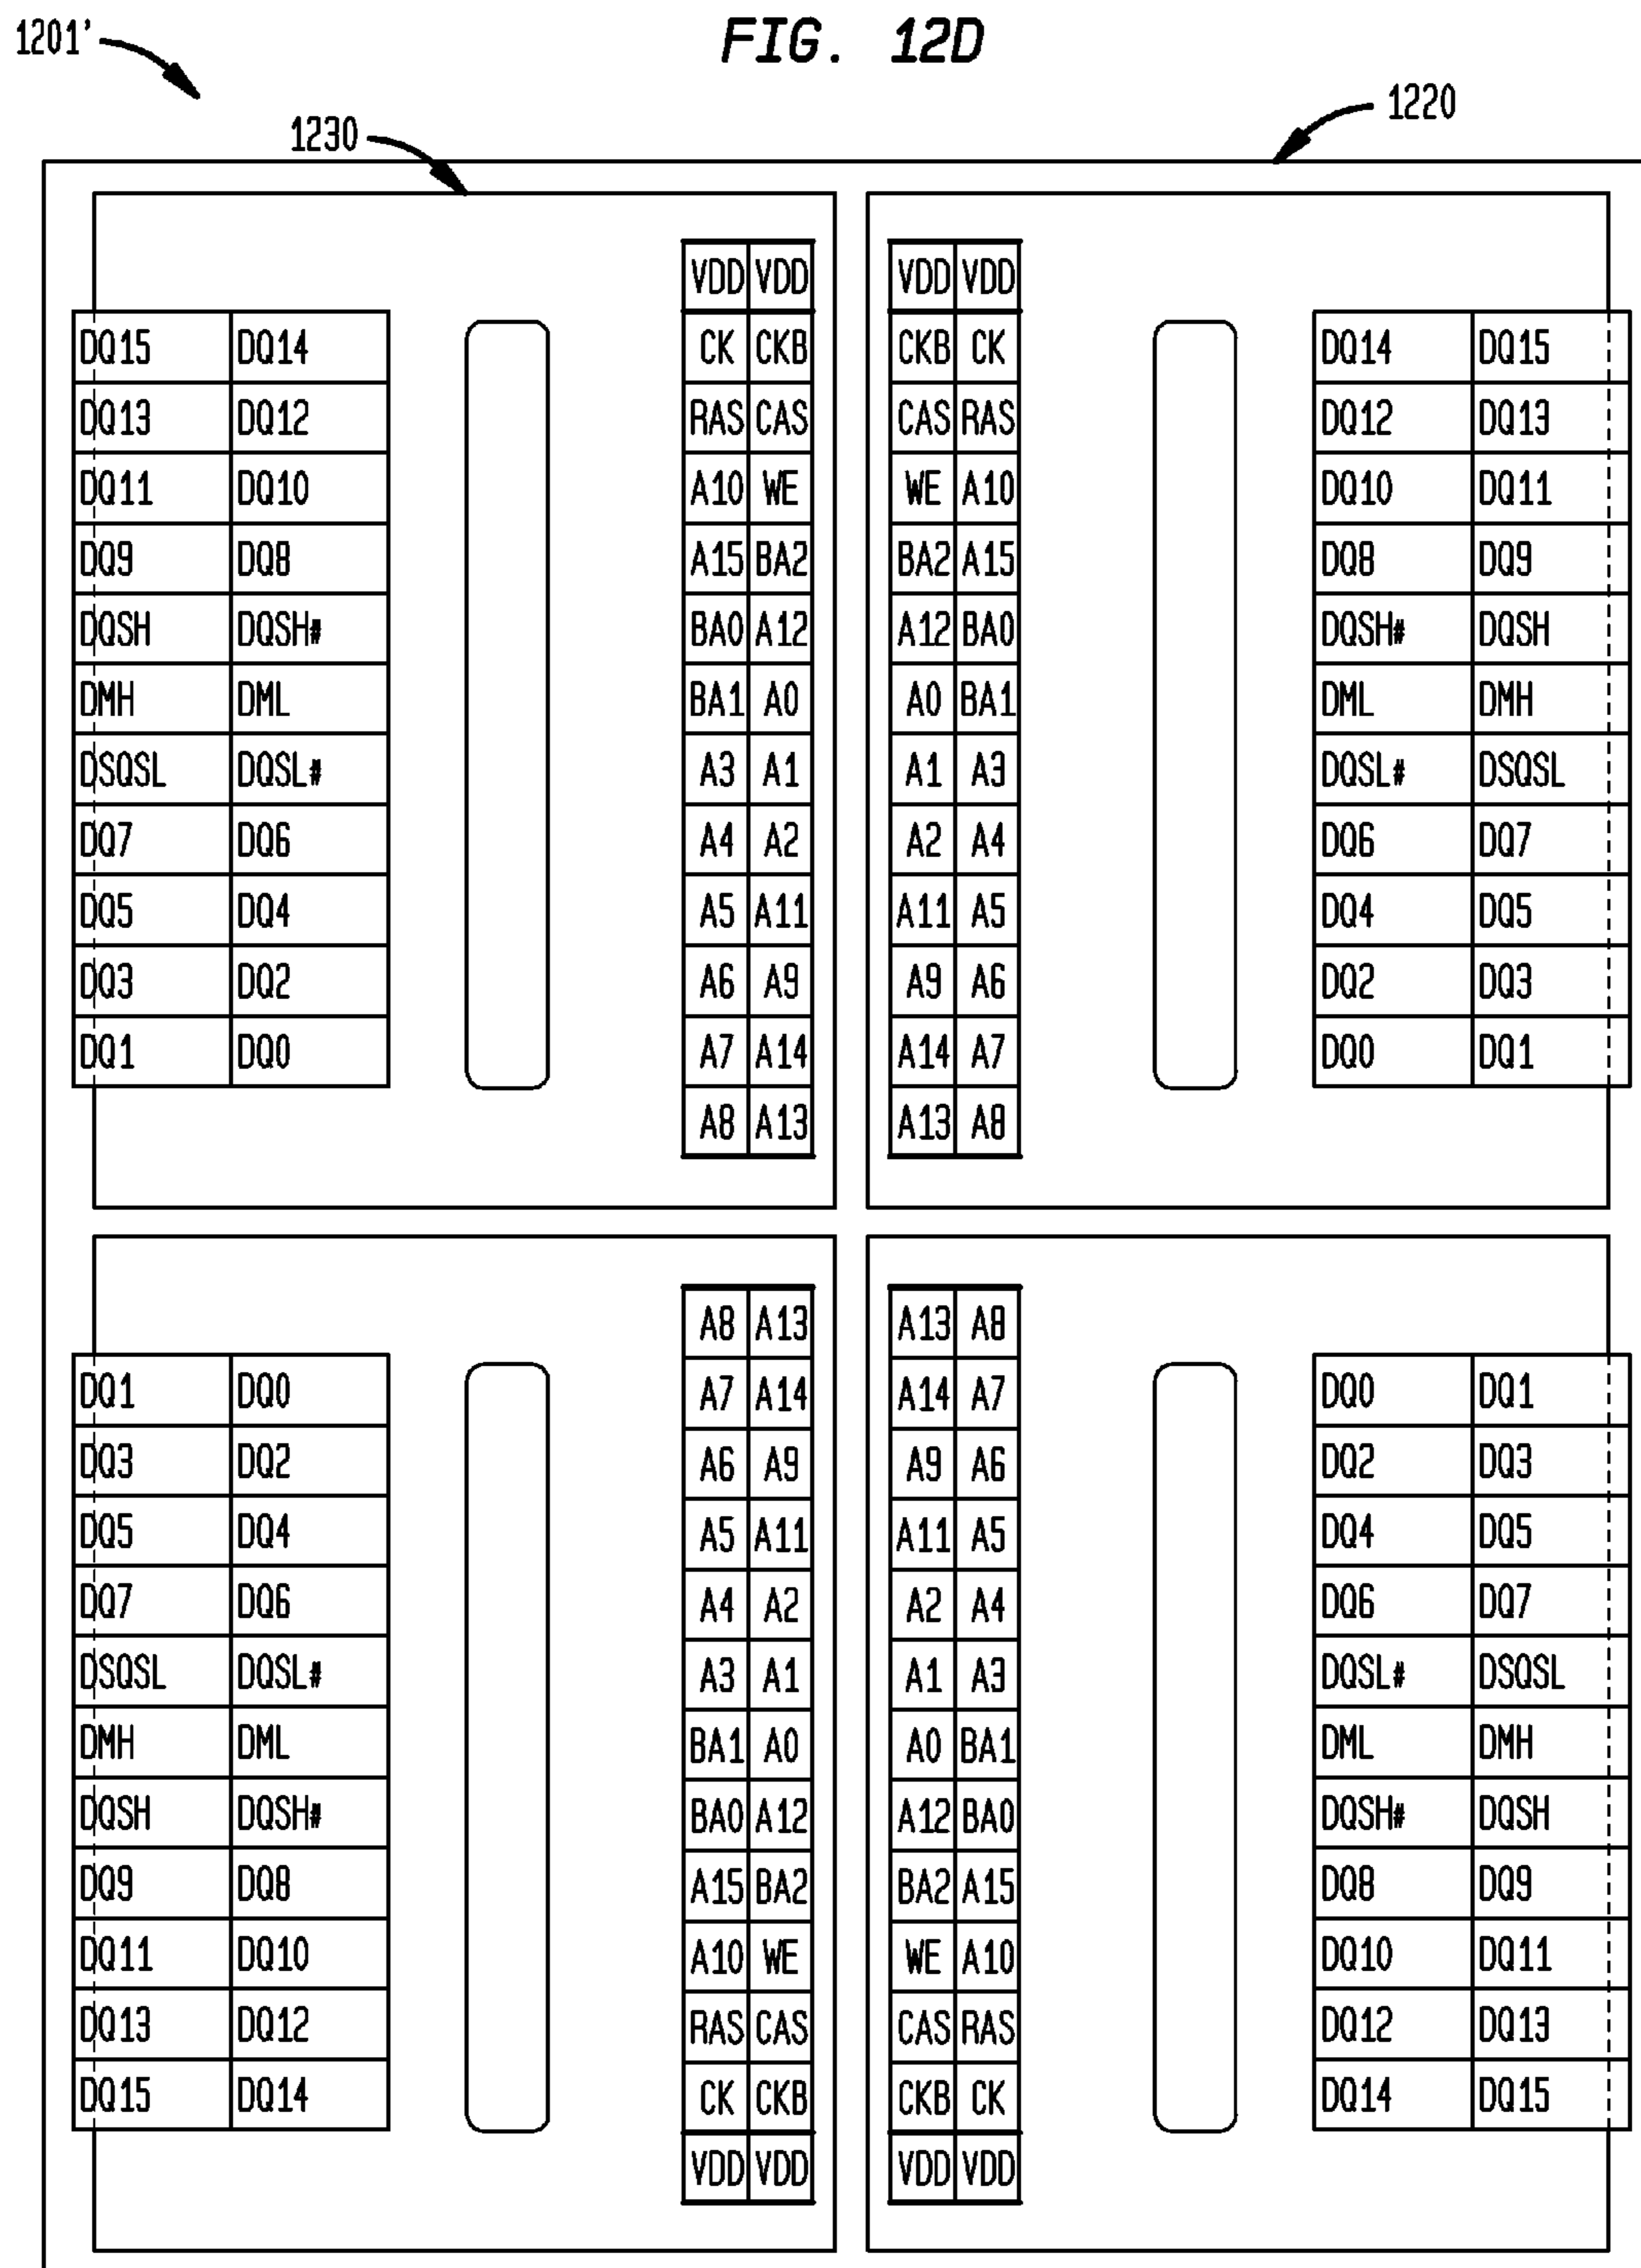 FIG. 12D
1201'
1230
1220
VDD VDD VDD VDD
DQ15 DQ14 CK CKB CKB CK DQ14 DQ15
DQ13 DQ12 RAS CAS CAS RAS DQ12 DQ13
DQ11 DQ10 A10 WE WE A10 DQ10 DQ11
DQ9 DQ8 A15 BA2 BA2 A15 DQ8 DQ9
DQSH DQSH# BA0 A12 A12 BA0 DQSH# DQSH
DMH DML BA1 A0 A0 BA1 DML DMH
DSQSL DQSL# A3 A1 A1 A3 DQSL# DSQSL
DQ7 DQ6 A4 A2 A2 A4 DQ6 DQ7
DQ5 DQ4 A5 A11 A11 A5 DQ4 DQ5
DQ3 DQ2 A6 A9 A9 A6 DQ2 DQ3
DQ1 DQ0 A7 A14 A14 A7 DQ0 DQ1
A8 A13 A13 A8
A8 A13 A13 A8
DQ1 DQ0 A7 A14 A14 A7 DQ0 DQ1
DQ3 DQ2 A6 A9 A9 A6 DQ2 DQ3
DQ5 DQ4 A5 A11 A11 A5 DQ4 DQ5
DQ7 DQ6 A4 A2 A2 A4 DQ6 DQ7
DSQSL DQSL# A3 A1 A1 A3 DQSL# DSQSL
DMH DML BA1 A0 A0 BA1 DML DMH
DQSH DQSH# BA0 A12 A12 BA0 DQSH# DQSH
DQ9 DQ8 A15 BA2 BA2 A15 DQ8 DQ9
DQ11 DQ10 A10 WE WE A10 DQ10 DQ11
DQ13 DQ12 RAS CAS CAS RAS DQ12 DQ13
DQ15 DQ14 CK CKB CKB CK DQ14 DQ15
VDD VDD VDD VDD